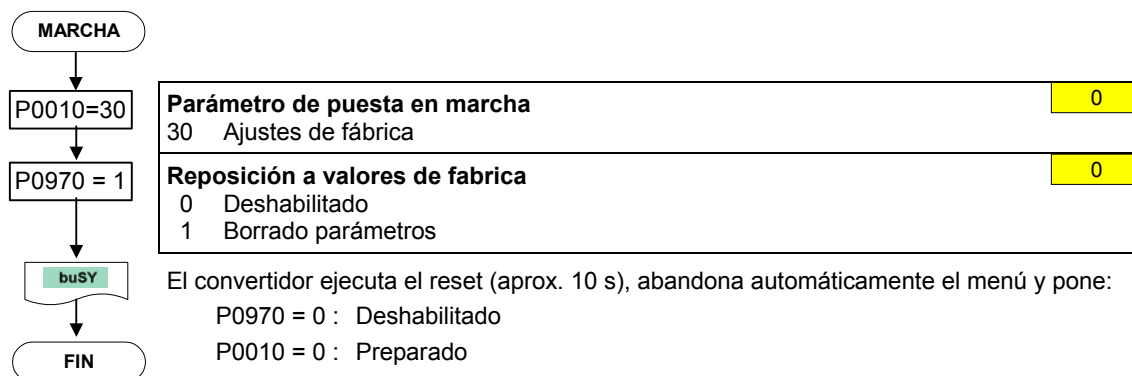 MARCHA
P0010=30
Parámetro de puesta en marcha 0
30 Ajustes de fábrica
P0970 = 1
Reposición a valores de fabrica 0
0 Deshabilitado
1 Borrado parámetros
buSY
El convertidor ejecuta el reset (aprox. 10 s), abandona automáticamente el menú y pone:
P0970 = 0 : Deshabilitado
P0010 = 0 : Preparado
FIN